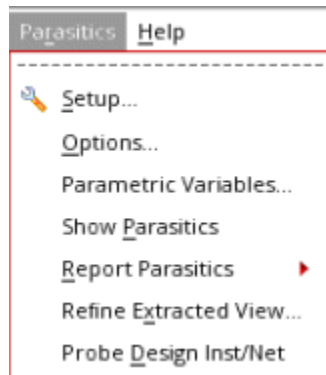 Parasitics Help
Setup...
Options...
Parametric Variables...
Show Parasitics
Report Parasitics
Refine Extracted View...
Probe Design Inst/Net